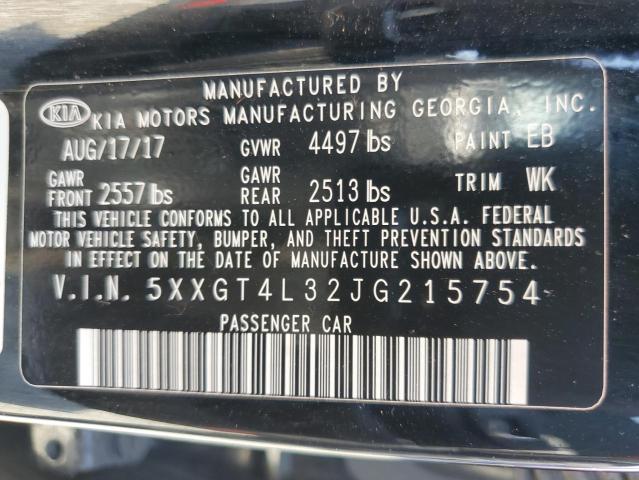 MANUFACTURED BY
KIA KIA MOTORS MANUFACTURING GEORGIA, INC.
AUG/17/17 GVWR 4497 lbs PAINT EB
GAWR FRONT 2557 lbs GAWR REAR 2513 lbs TRIM WK
THIS VEHICLE CONFORMS TO ALL APPLICABLE U.S.A. FEDERAL
MOTOR VEHICLE SAFETY, BUMPER, AND THEFT PREVENTION STANDARDS
IN EFFECT ON THE DATE OF MANUFACTURE SHOWN ABOVE.
V.I.N. 5XXGT4L32JG215754
PASSENGER CAR